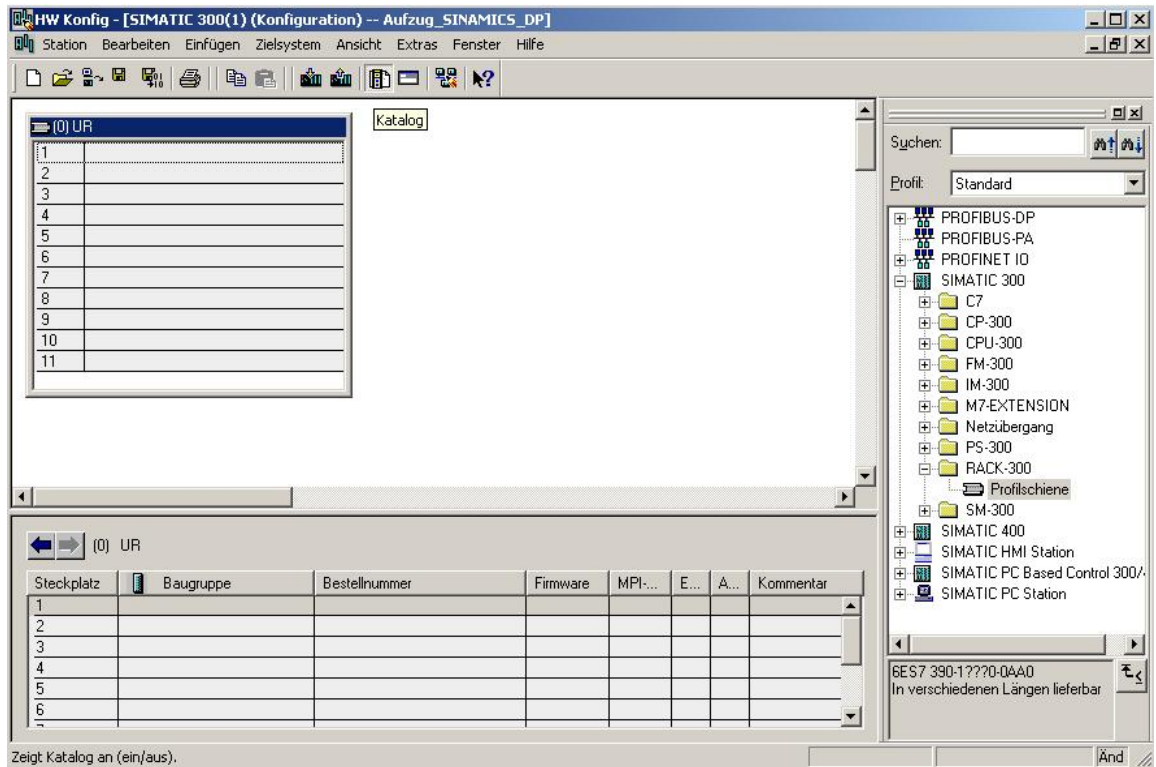 HW Konfig - [SIMATIC 300(1) (Konfiguration) -- Aufzug_SINAMICS_DP]
Station Bearbeiten Einfügen Zielsystem Ansicht Extras Fenster Hilfe
Katalog
(0) UR
1
2
3
4
5
6
7
8
9
10
11
Suchen:
Profil: Standard
PROFIBUS-DP
PROFIBUS-PA
PROFINET IO
SIMATIC 300
C7
CP-300
CPU-300
FM-300
IM-300
M7-EXTENSION
Netzübergang
PS-300
RACK-300
Profilschiene
SM-300
SIMATIC 400
SIMATIC HMI Station
SIMATIC PC Based Control 300/
SIMATIC PC Station
6ES7 390-1???0-0AA0
In verschiedenen Längen lieferbar
(0) UR
Steckplatz Baugruppe Bestellnummer Firmware MPI-... E... A... Kommentar
1
2
3
4
5
6
Zeigt Katalog an (ein/aus).
Änd